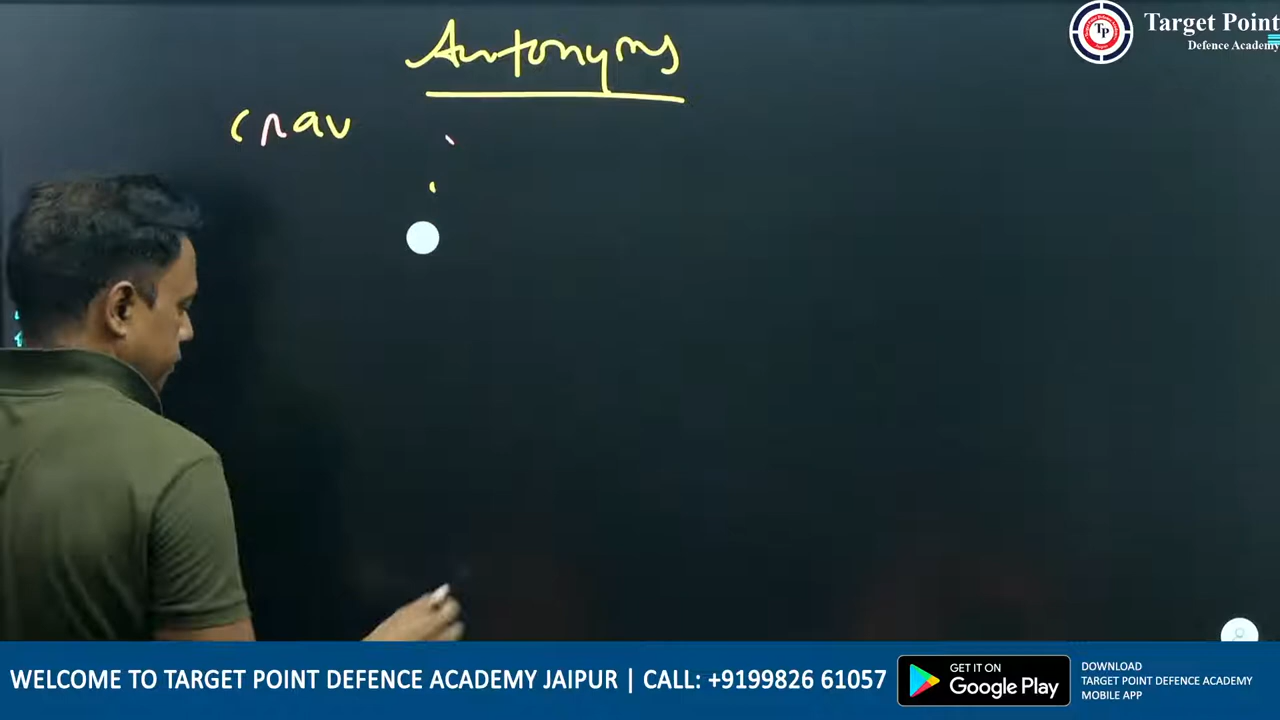 Target Point
Defence Academy
TP
Antonyms
crav
WELCOME TO TARGET POINT DEFENCE ACADEMY JAIPUR | CALL: +9199826 61057
GET IT ON
Google Play
DOWNLOAD
TARGET POINT DEFENCE ACADEMY
MOBILE APP